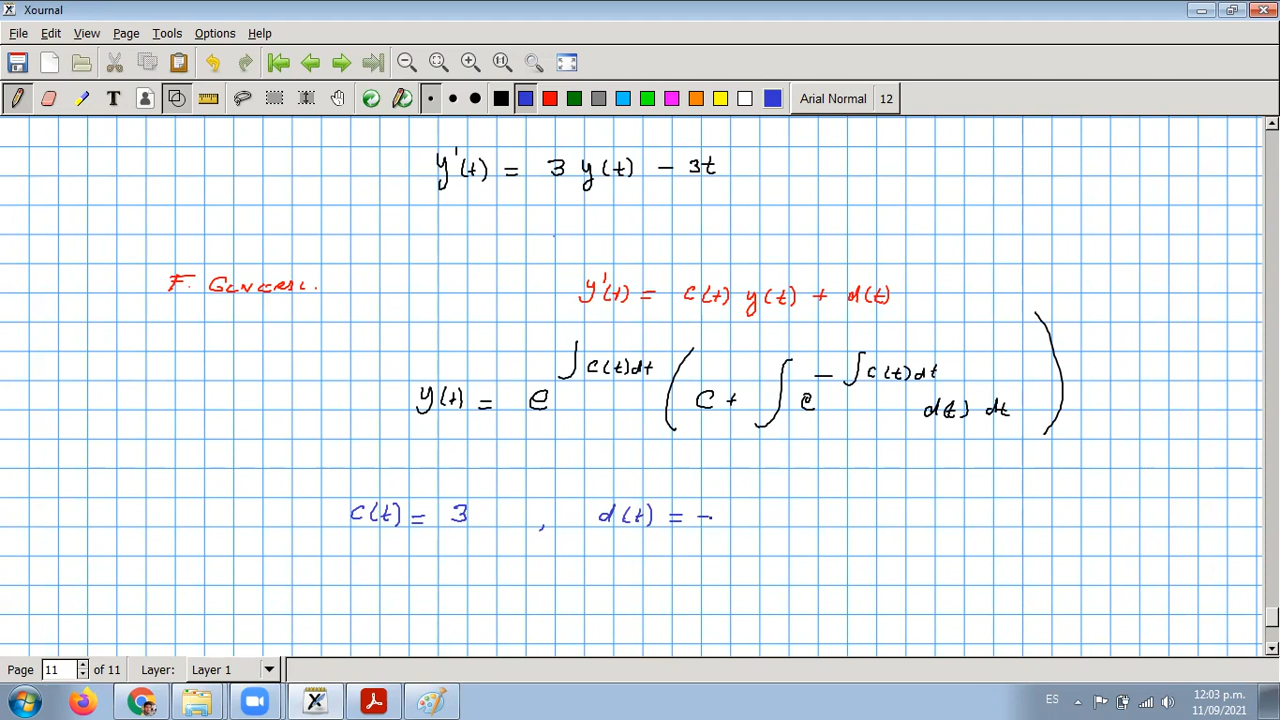 Xournal
File Edit View Page Tools Options Help
Arial Normal 12
y'(t) = 3 y(t) - 3t
F. General.
y'(t) = c(t) y(t) + d(t)
y(t) = e^{∫c(t)dt} ( C + ∫ e^{-∫c(t)dt} d(t) dt )
c(t) = 3 , d(t) = -
Page 11 of 11 Layer: Layer 1
ES 12:03 p.m.
11/09/2021